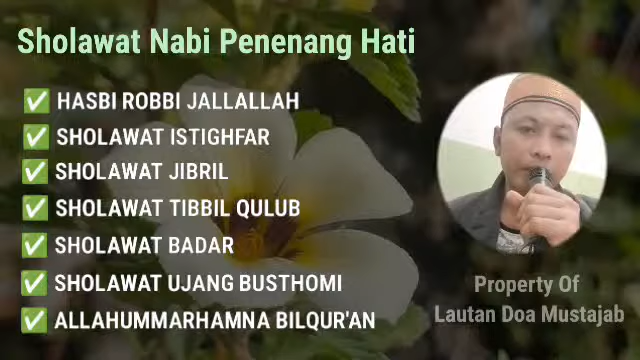 Sholawat Nabi Penenang Hati
HASBI ROBBI JALLALLAH
SHOLAWAT ISTIGHFAR
SHOLAWAT JIBRIL
SHOLAWAT TIBBIL QULUB
SHOLAWAT BADAR
SHOLAWAT UJANG BUSTHOMI
ALLAHUMMARHAMNA BILQUR'AN
Property Of
Lautan Doa Mustajab